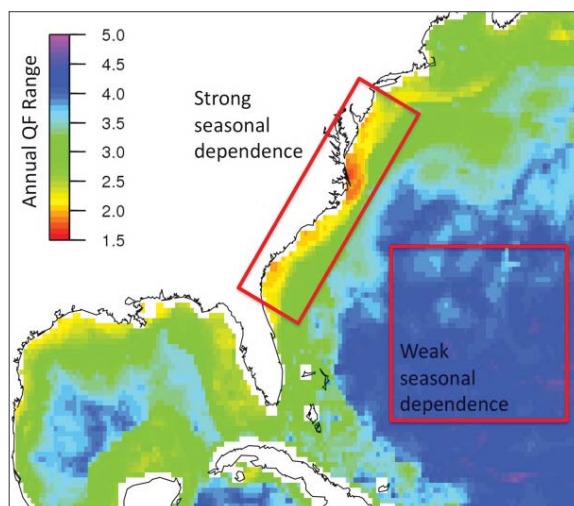 Annual QF Range
5.0
4.5
4.0
3.5
3.0
2.5
2.0
1.5
Strong
seasonal
dependence
Weak
seasonal
dependence